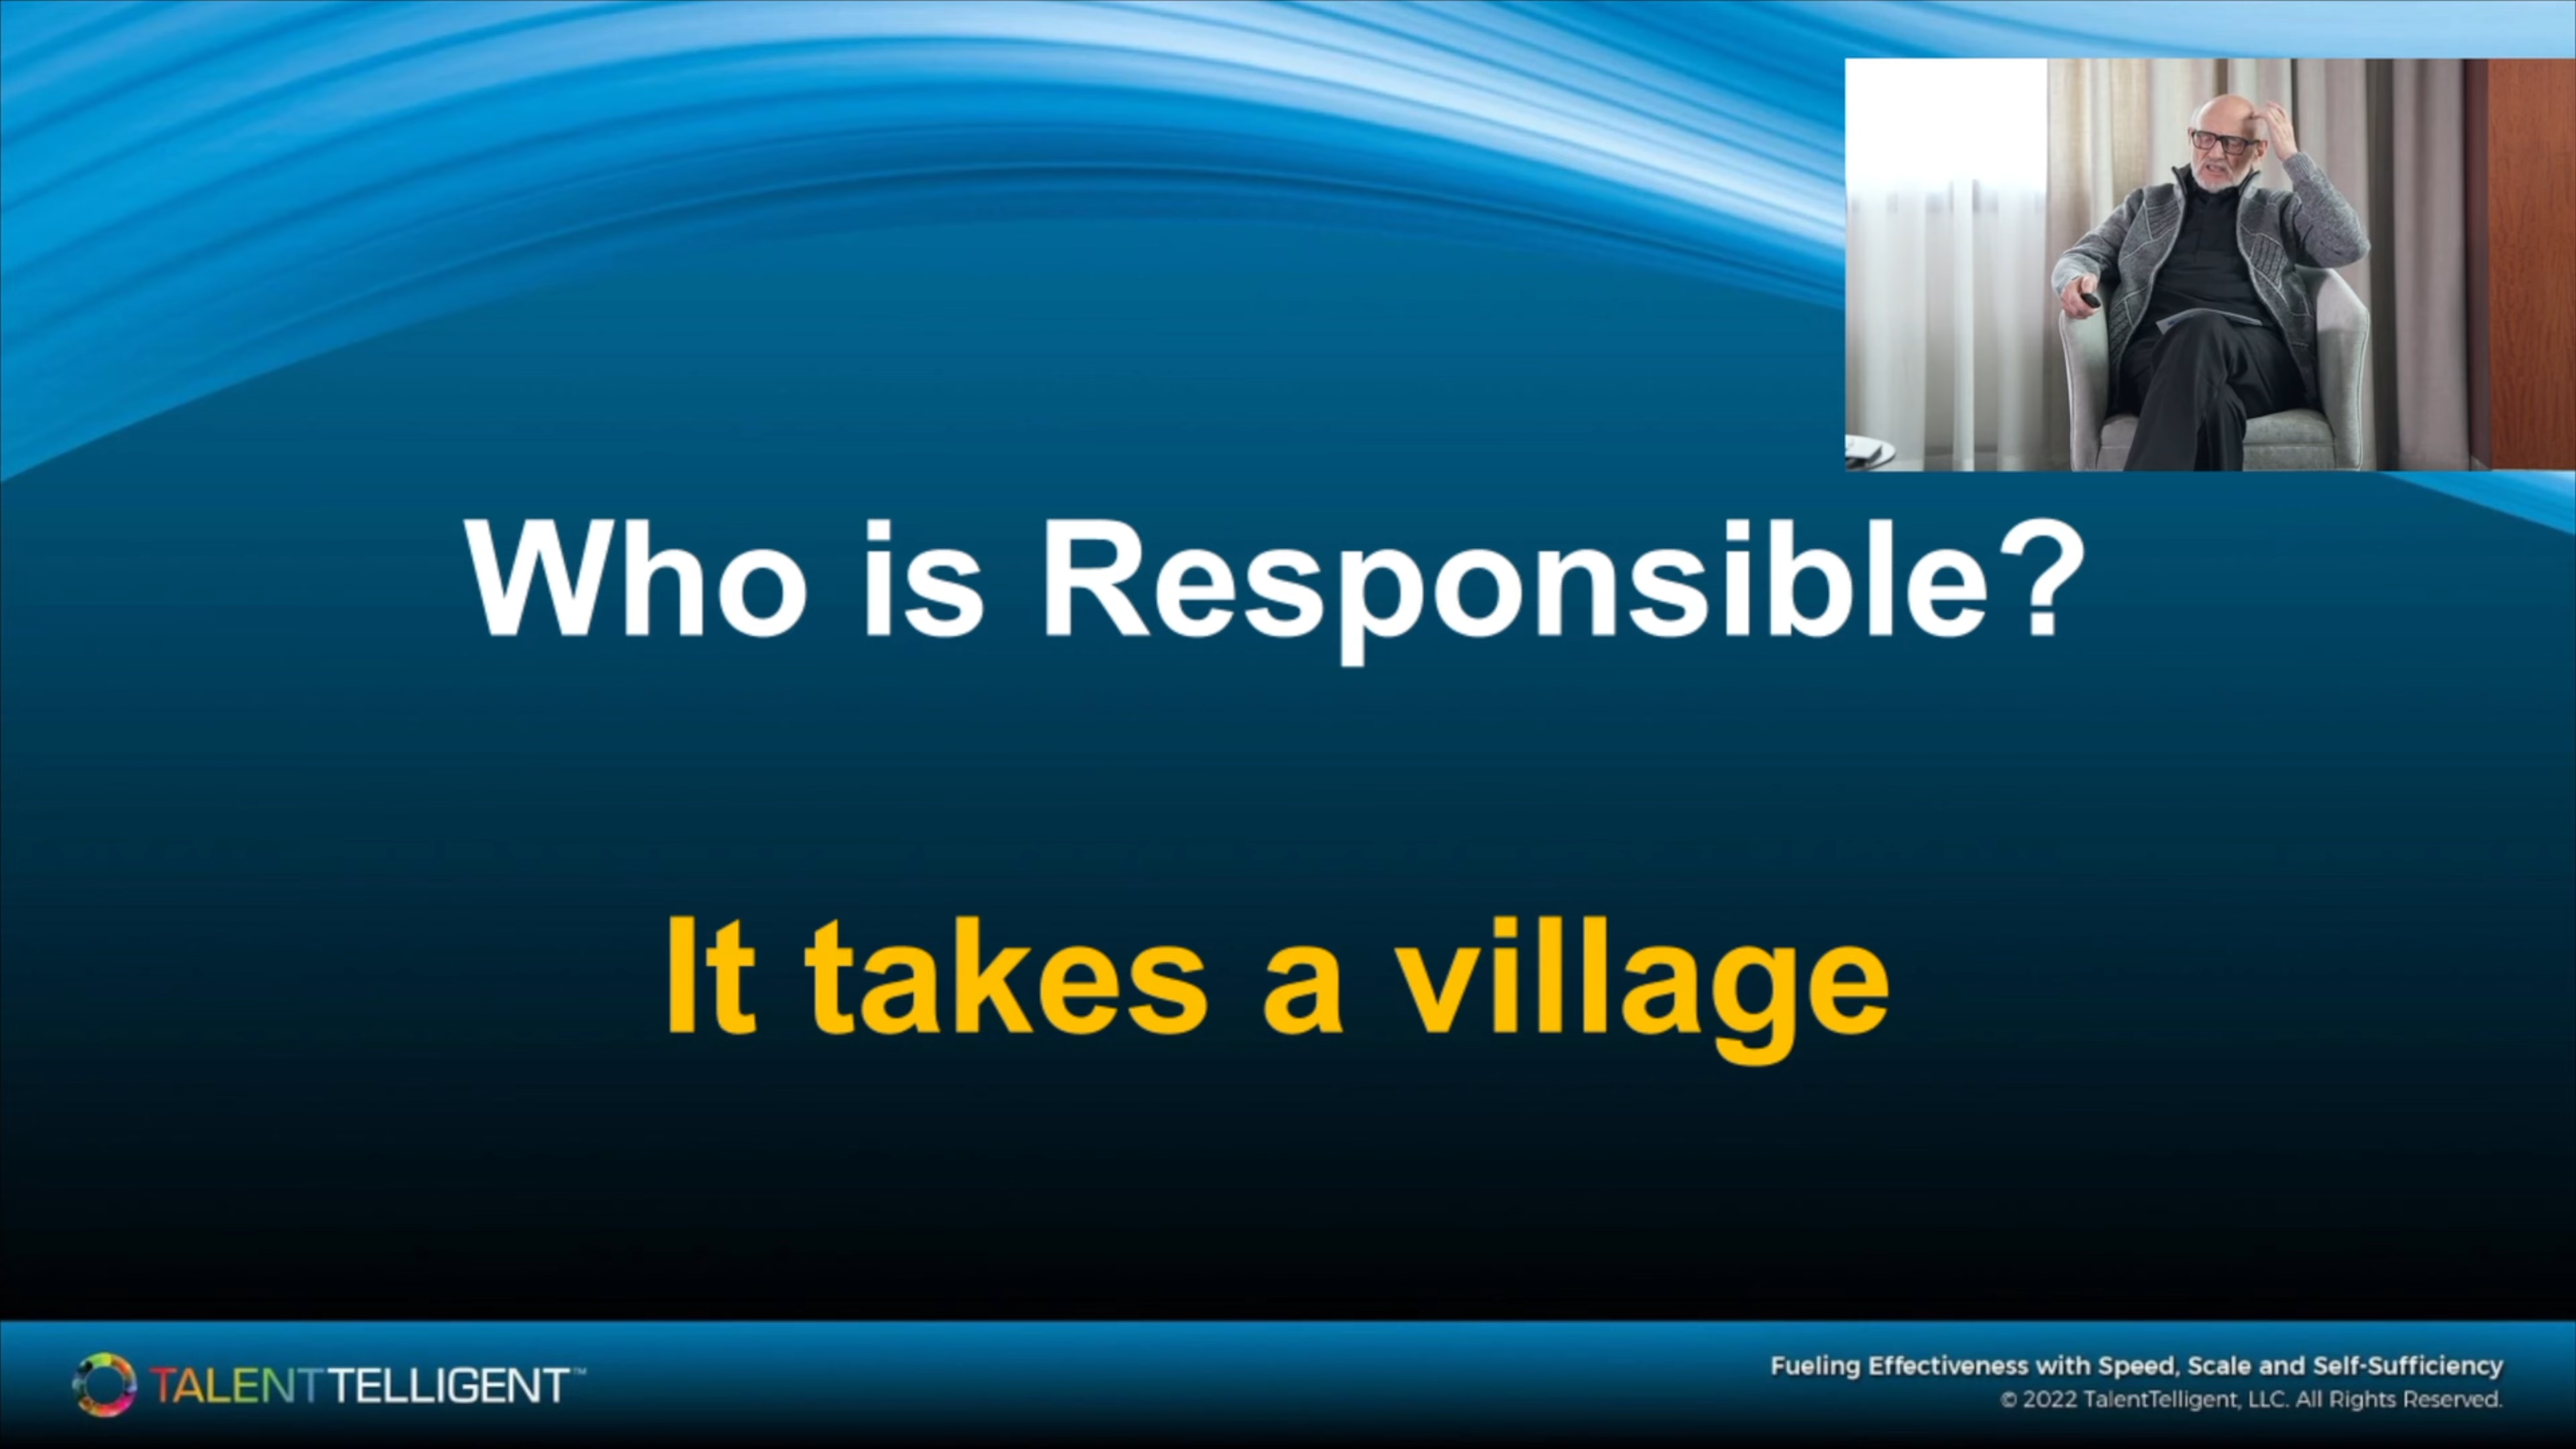 Who is Responsible?
It takes a village
TALENTTELLIGENT™
Fueling Effectiveness with Speed, Scale and Self-Sufficiency
© 2022 TalentTelligent, LLC. All Rights Reserved.